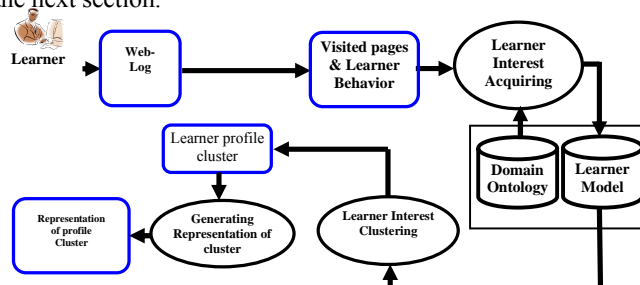 the next section.
Learner
Web-
Log
Visited pages
& Learner
Behavior
Learner
Interest
Acquiring
Learner profile
cluster
Domain
Ontology
Learner
Model
Representation
of profile
Cluster
Generating
Representation of
cluster
Learner Interest
Clustering